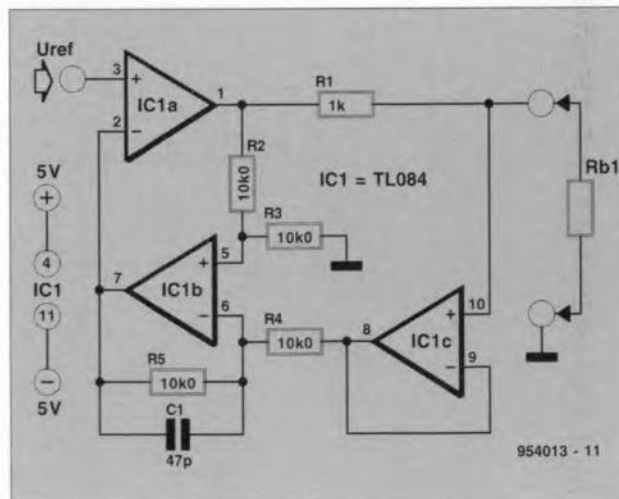 Uref
3
+
IC1a
2
−
1
R1
1k
R2
10k0
IC1 = TL084
Rb1
5V
+
4
IC1
11
−
5V
R3
10k0
7
IC1b
5
+
6
−
R4
10k0
8
IC1c
10
+
9
−
R5
10k0
C1
47p
954013 - 11